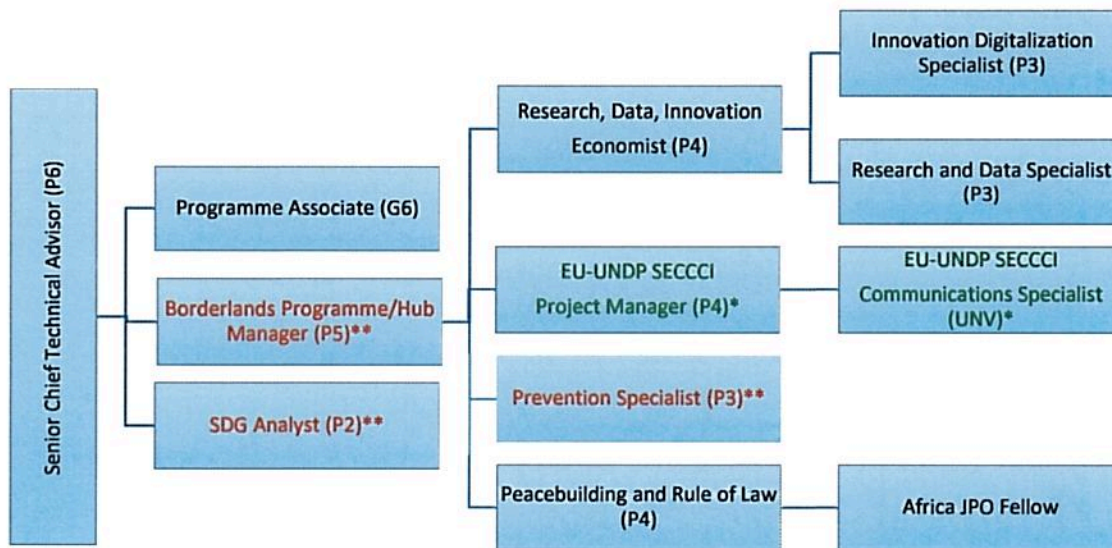 Senior Chief Technical Advisor (P6)
Programme Associate (G6)
Borderlands Programme/Hub
Manager (P5)**
SDG Analyst (P2)**
Research, Data, Innovation
Economist (P4)
EU-UNDP SECCCI
Project Manager (P4)*
Prevention Specialist (P3)**
Peacebuilding and Rule of Law
(P4)
Innovation Digitalization
Specialist (P3)
Research and Data Specialist
(P3)
EU-UNDP SECCCI
Communications Specialist
(UNV)*
Africa JPO Fellow